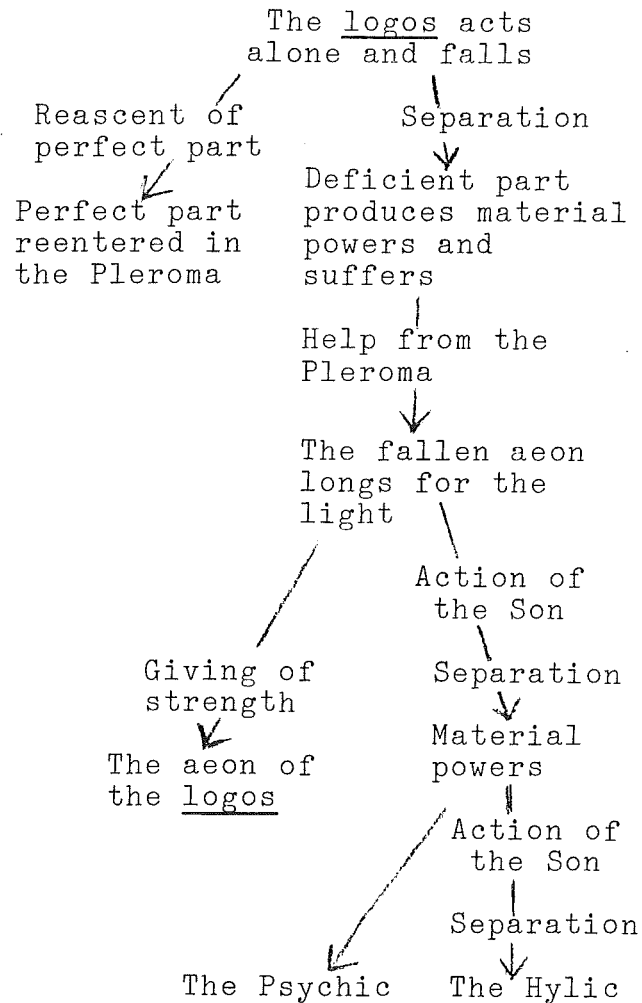 The logos acts
alone and falls
Reascent of
perfect part
Separation
Perfect part
reentered in
the Pleroma
Deficient part
produces material
powers and
suffers
Help from the
Pleroma
The fallen aeon
longs for the
light
Action of
the Son
Giving of
strength
Separation
The aeon of
the logos
Material
powers
Action of
the Son
Separation
The Psychic
The Hylic